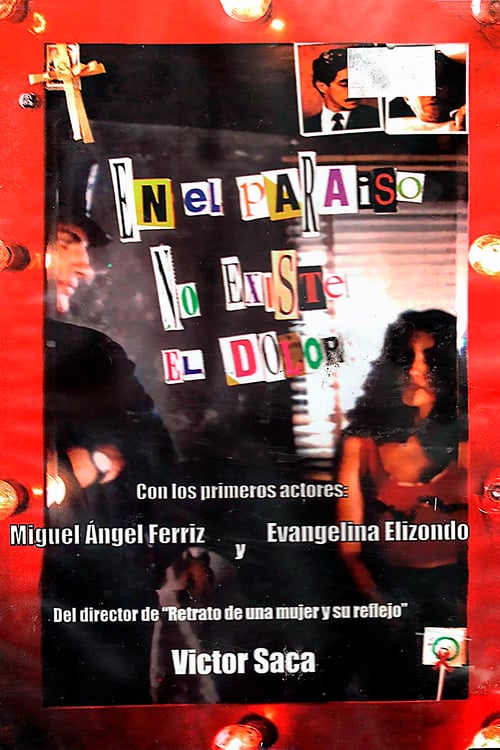 EN el PARAiSO
No ExiSTe
EL DOLOR
Con los primeros actores:
Miguel Ángel Ferriz
y
Evangelina Elizondo
Del director de "Retrato de una mujer y su reflejo"
Victor Saca